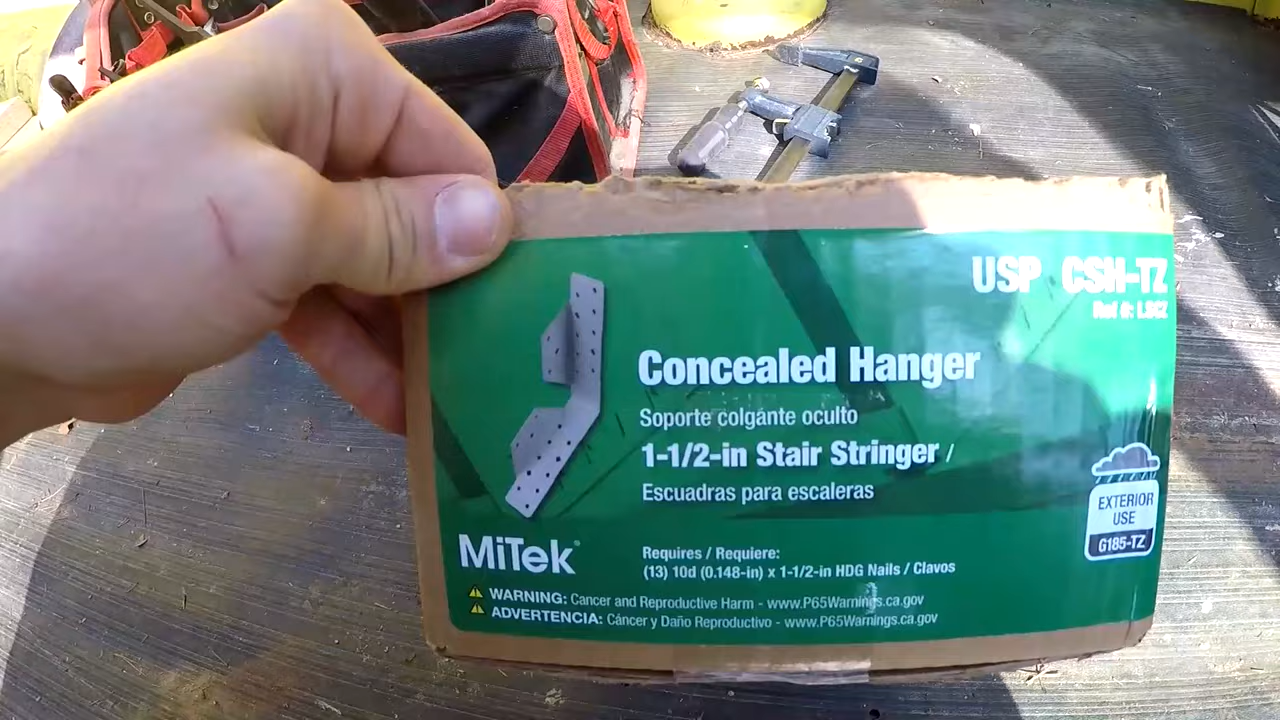 USP CSH-TZ
Ref #: LSCZ
Concealed Hanger
Soporte colgante oculto
1-1/2-in Stair Stringer /
Escuadras para escaleras
EXTERIOR
USE
G185-TZ
MiTek®
Requires / Requiere:
(13) 10d (0.148-in) x 1-1/2-in HDG Nails / Clavos
WARNING: Cancer and Reproductive Harm - www.P65Warnings.ca.gov
ADVERTENCIA: Cáncer y Daño Reproductivo - www.P65Warnings.ca.gov